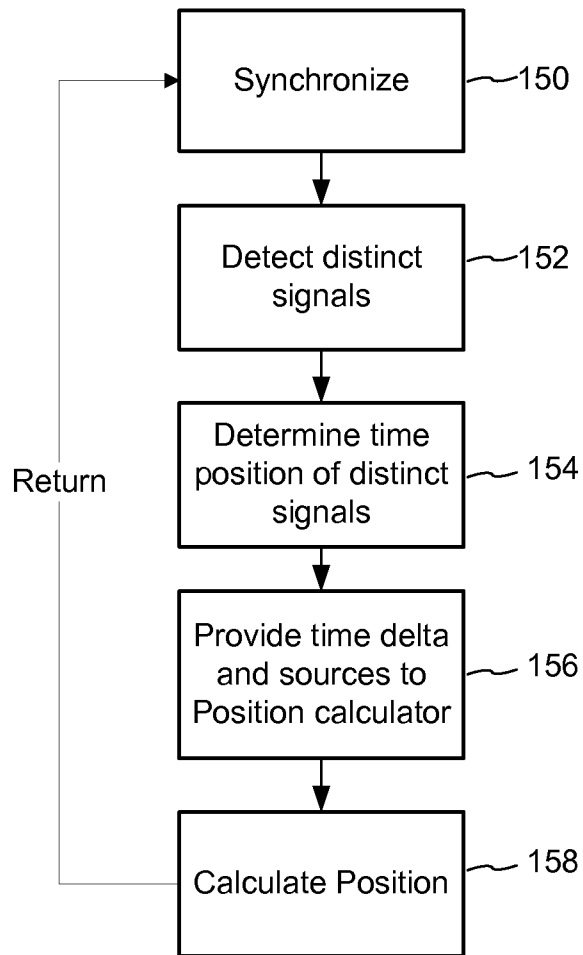 Synchronize
150
Detect distinct
signals
152
Determine time
position of distinct
signals
154
Return
Provide time delta
and sources to
Position calculator
156
Calculate Position
158